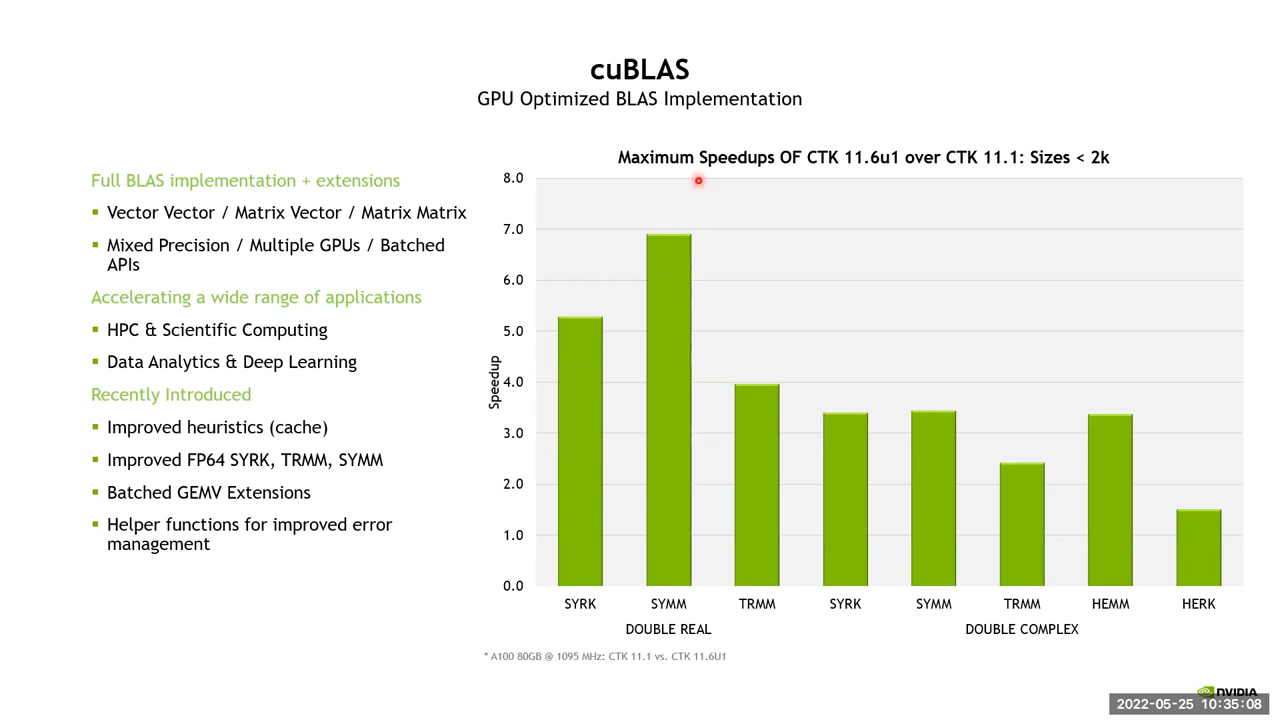 cuBLAS
GPU Optimized BLAS Implementation
Full BLAS implementation + extensions
Vector Vector / Matrix Vector / Matrix Matrix
Mixed Precision / Multiple GPUs / Batched
APIs
Accelerating a wide range of applications
HPC & Scientific Computing
Data Analytics & Deep Learning
Recently Introduced
Improved heuristics (cache)
Improved FP64 SYRK, TRMM, SYMM
Batched GEMV Extensions
Helper functions for improved error
management
Maximum Speedups OF CTK 11.6u1 over CTK 11.1: Sizes < 2k
Speedup
8.0
7.0
6.0
5.0
4.0
3.0
2.0
1.0
0.0
SYRK SYMM TRMM SYRK SYMM TRMM HEMM HERK
DOUBLE REAL DOUBLE COMPLEX
* A100 80GB @ 1095 MHz: CTK 11.1 vs. CTK 11.6U1
NVIDIA
2022-05-25 10:35:08